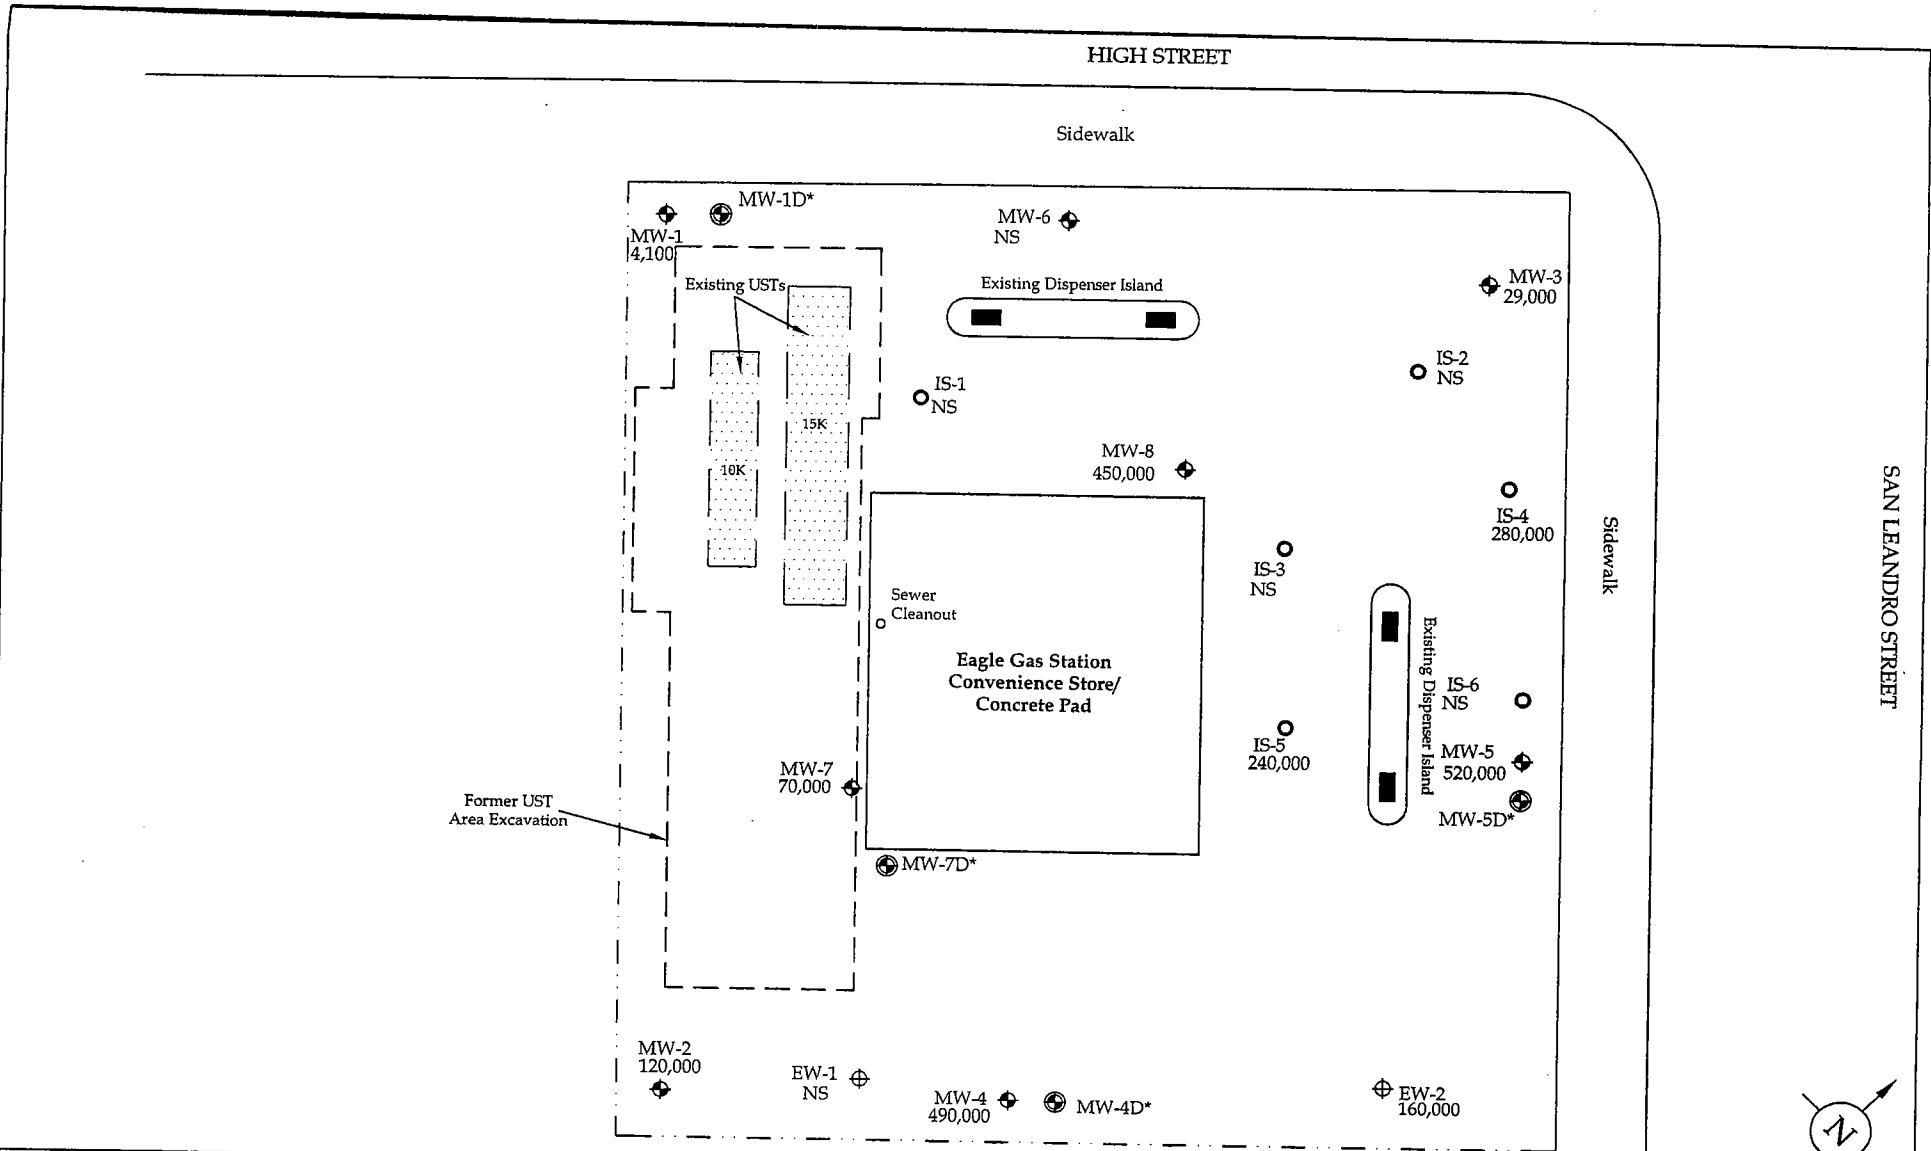 HIGH STREET
Sidewalk
MW-1D*
MW-1
4,100
MW-6
NS
MW-3
29,000
Existing USTs
Existing Dispenser Island
IS-2
NS
IS-1
NS
15K
10K
MW-8
450,000
IS-4
280,000
IS-3
NS
Sidewalk
SAN LEANDRO STREET
Sewer
Cleanout
Eagle Gas Station
Convenience Store/
Concrete Pad
Existing Dispenser Island
IS-6
NS
IS-5
240,000
MW-5
520,000
MW-5D*
MW-7
70,000
Former UST
Area Excavation
MW-7D*
MW-2
120,000
EW-1
NS
MW-4
490,000
MW-4D*
EW-2
160,000
N